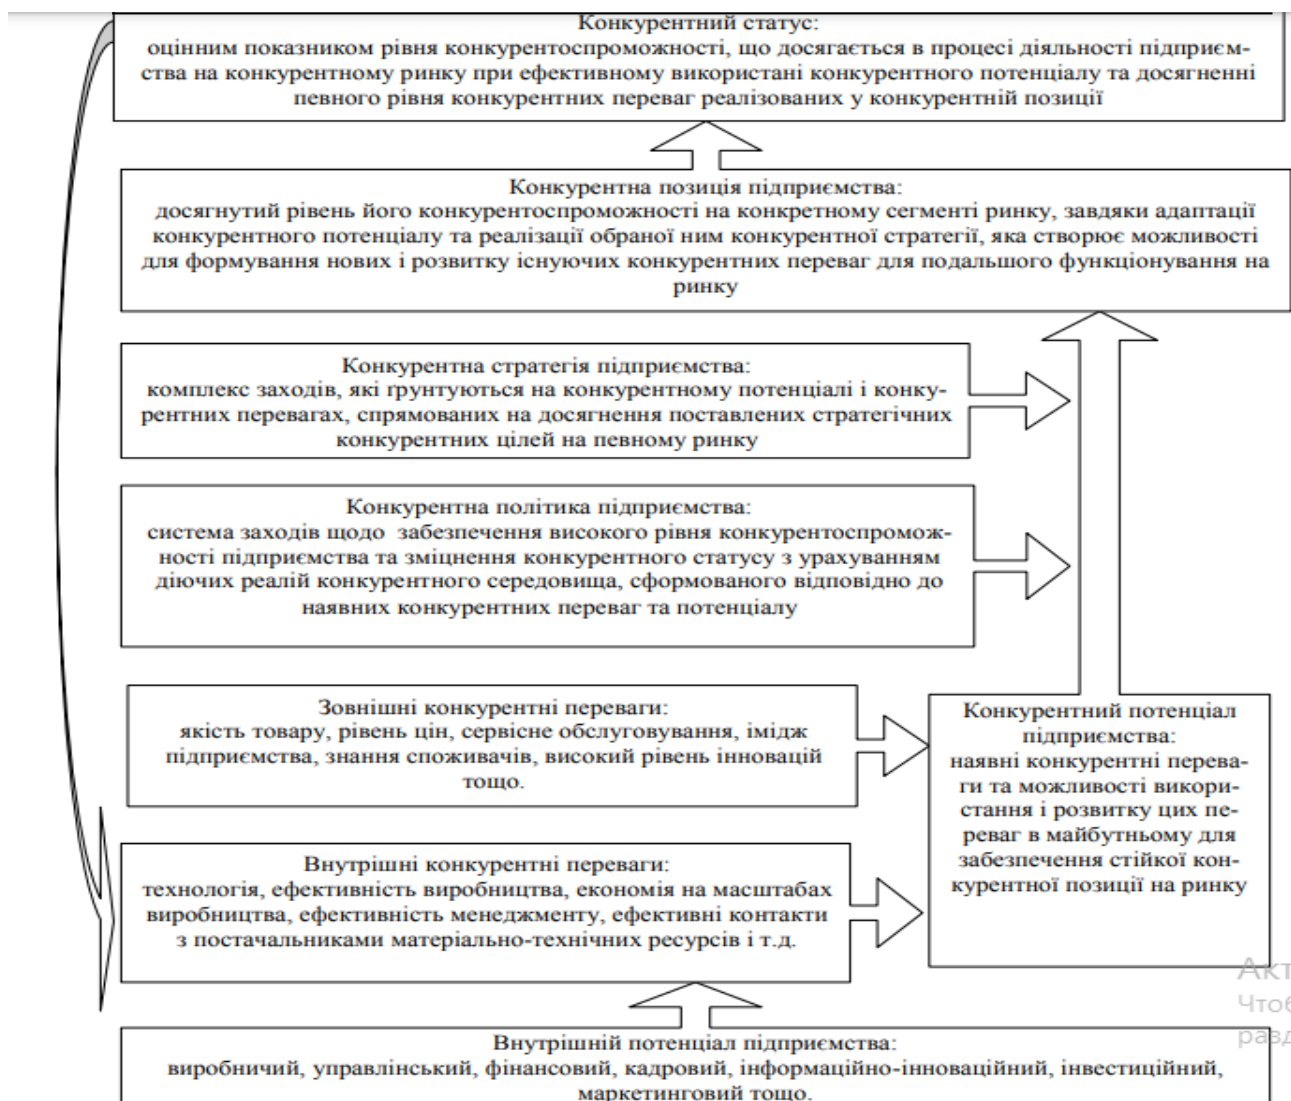 Конкурентний статус:
оцінним показником рівня конкурентоспроможності, що досягається в процесі діяльності підприєм-
ства на конкурентному ринку при ефективному використані конкурентного потенціалу та досягненні
певного рівня конкурентних переваг реалізованих у конкурентній позиції
Конкурентна позиція підприємства:
досягнутий рівень його конкурентоспроможності на конкретному сегменті ринку, завдяки адаптації
конкурентного потенціалу та реалізації обраної ним конкурентної стратегії, яка створює можливості
для формування нових і розвитку існуючих конкурентних переваг для подальшого функціонування на
ринку
Конкурентна стратегія підприємства:
комплекс заходів, які ґрунтуються на конкурентному потенціалі і конку-
рентних перевагах, спрямованих на досягнення поставлених стратегічних
конкурентних цілей на певному ринку
Конкурентна політика підприємства:
система заходів щодо забезпечення високого рівня конкурентоспромож-
ності підприємства та зміцнення конкурентного статусу з урахуванням
діючих реалій конкурентного середовища, сформованого відповідно до
наявних конкурентних переваг та потенціалу
Зовнішні конкурентні переваги:
якість товару, рівень цін, сервісне обслуговування, імідж
підприємства, знання споживачів, високий рівень інновацій
тощо.
Конкурентний потенціал
підприємства:
наявні конкурентні перева-
ги та можливості викори-
стання і розвитку цих пе-
реваг в майбутньому для
забезпечення стійкої кон-
курентної позиції на ринку
Внутрішні конкурентні переваги:
технологія, ефективність виробництва, економія на масштабах
виробництва, ефективність менеджменту, ефективні контакти
з постачальниками матеріально-технічних ресурсів і т.д.
Внутрішній потенціал підприємства:
виробничий, управлінський, фінансовий, кадровий, інформаційно-інноваційний, інвестиційний,
маркетинговий тощо.
Акт
Чтоб
разд